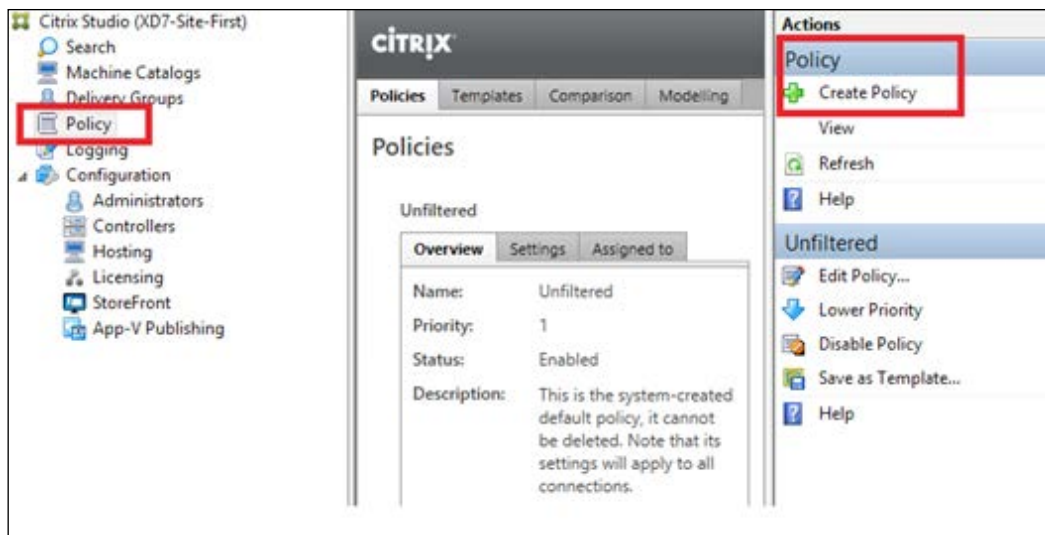 Citrix Studio (XD7-Site-First)
Search
Machine Catalogs
Delivery Groups
Policy
Logging
Configuration
Administrators
Controllers
Hosting
Licensing
StoreFront
App-V Publishing
CİTRIX
Policies Templates Comparison Modelling
Policies
Unfiltered
Overview Settings Assigned to
Name: Unfiltered
Priority: 1
Status: Enabled
Description: This is the system-created
default policy, it cannot
be deleted. Note that its
settings will apply to all
connections.
Actions
Policy
Create Policy
View
Refresh
Help
Unfiltered
Edit Policy...
Lower Priority
Disable Policy
Save as Template...
Help